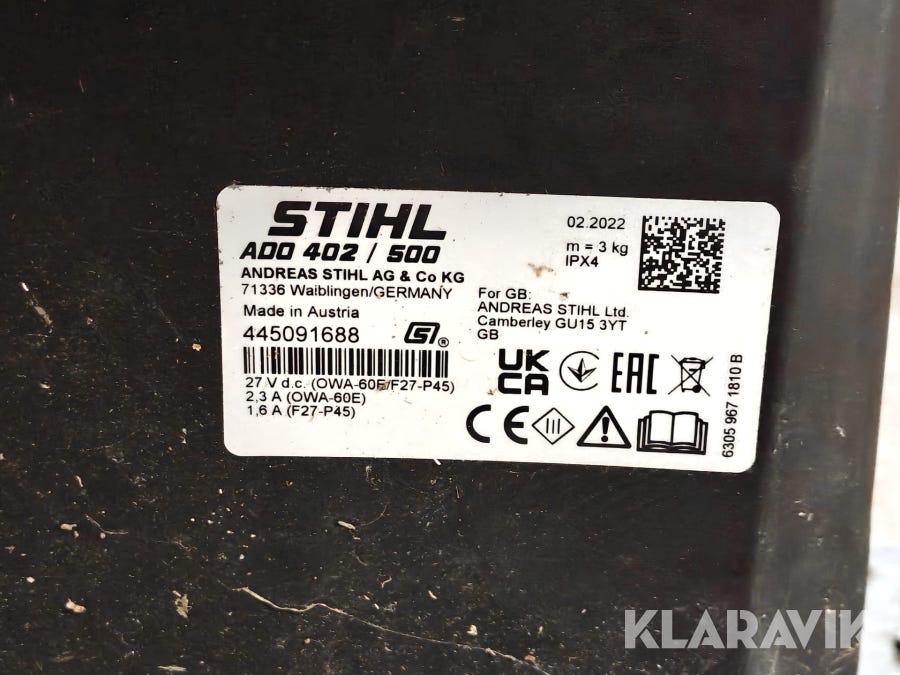 STIHL
ADO 402 / 500
ANDREAS STIHL AG & Co KG
71336 Waiblingen/GERMANY
Made in Austria
445091688
27 V d.c. (OWA-60E/F27-P45)
2,3 A (OWA-60E)
1,6 A (F27-P45)
02.2022
m = 3 kg
IPX4
For GB:
ANDREAS STIHL Ltd.
Camberley GU15 3YT
GB
UK
CA
EAC
CE
III
6305 967 1810 B
KLARAVIK